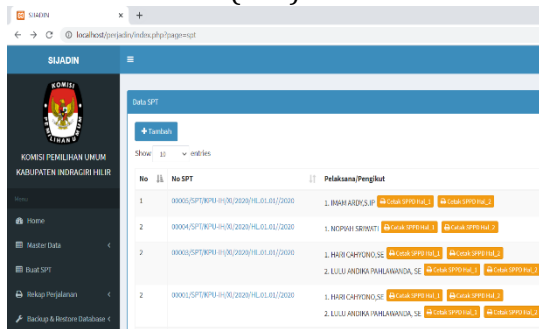 SIJADIN
localhost/perjadin/index.php?page=spt
SIJADIN
KOMISI
PEMILIHAN UMUM
KOMISI PEMILIHAN UMUM
KABUPATEN INDRAGIRI HILIR
Menu
Home
Master Data
Buat SPT
Rekap Perjalanan
Backup & Restore Database
Data SPT
+ Tambah
Show 10 entries
No No SPT Pelaksana/Pengikut
1 00005/SPT/KPU-IH/XI/2020/HL.01.01//2020 1. IMAM ARDY,S.IP Cetak SPPD Hal_1 Cetak SPPD Hal_2
2 00004/SPT/KPU-IH/XI/2020/HL.01.01//2020 1. NOPIAH SRIWATI Cetak SPPD Hal_1 Cetak SPPD Hal_2
2 00003/SPT/KPU-IH/XI/2020/HL.01.01//2020 1. HARI CAHYONO,SE Cetak SPPD Hal_1 Cetak SPPD Hal_2
2. LULU ANDIKA PAHLAWANDA, SE Cetak SPPD Hal_1 Cetak SPPD Hal_2
2 00001/SPT/KPU-IH/XI/2020/HL.01.01//2020 1. HARI CAHYONO,SE Cetak SPPD Hal_1 Cetak SPPD Hal_2
2. LULU ANDIKA PAHLAWANDA, SE Cetak SPPD Hal_1 Cetak SPPD Hal_2